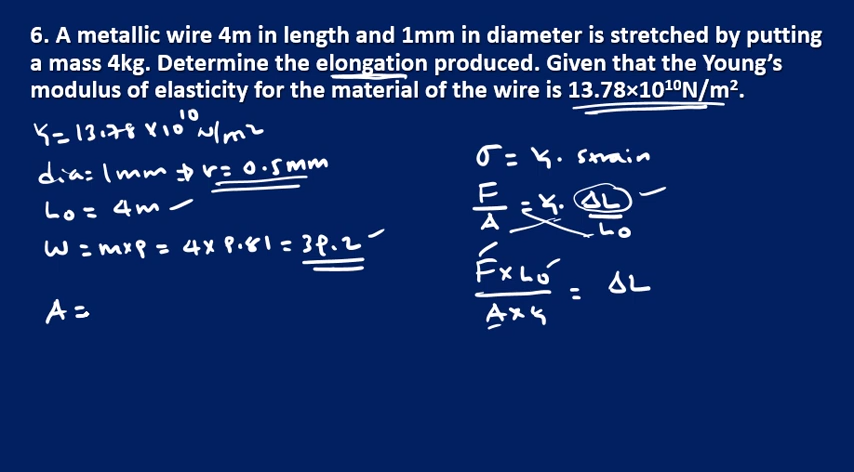 6. A metallic wire 4m in length and 1mm in diameter is stretched by putting
a mass 4kg. Determine the elongation produced. Given that the Young’s
modulus of elasticity for the material of the wire is 13.78×10¹⁰N/m².
Y = 13.78 × 10¹⁰ N/m²
dia = 1mm ⇒ r = 0.5mm
L₀ = 4m
W = m×g = 4 × 9.81 = 39.2
A =
σ = Y. strain
F/A = Y. ΔL/L₀
F×L₀/A×Y = ΔL